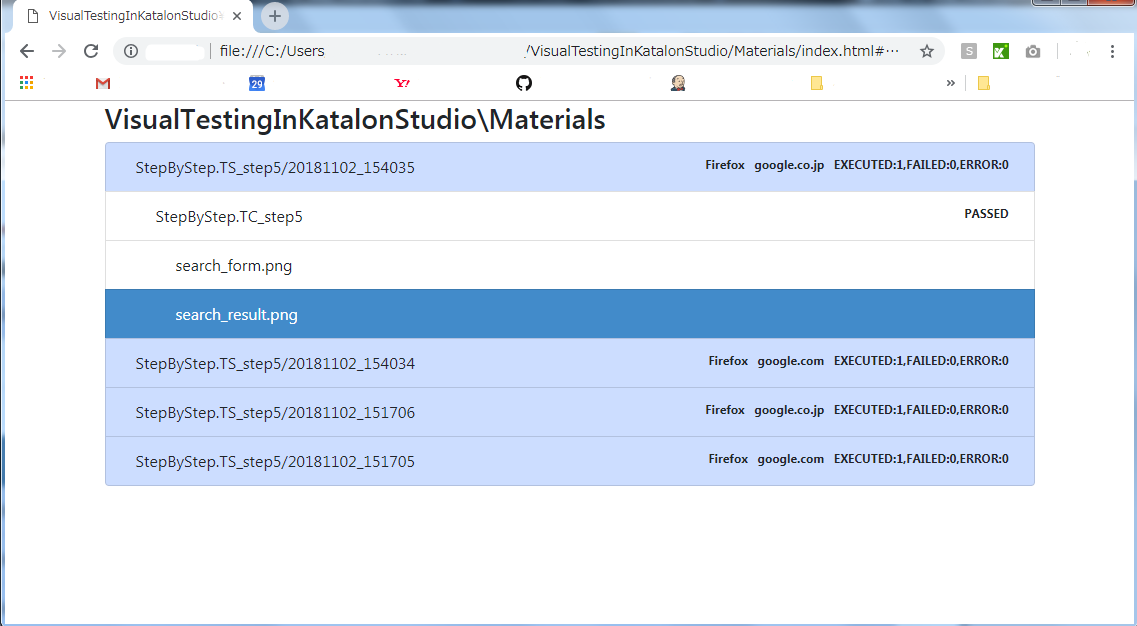 VisualTestingInKatalonStudio
file:///C:/Users /VisualTestingInKatalonStudio/Materials/index.html#···
S
29
Y!
»
VisualTestingInKatalonStudio\Materials
StepByStep.TS_step5/20181102_154035 Firefox google.co.jp EXECUTED:1,FAILED:0,ERROR:0
StepByStep.TC_step5 PASSED
search_form.png
search_result.png
StepByStep.TS_step5/20181102_154034 Firefox google.com EXECUTED:1,FAILED:0,ERROR:0
StepByStep.TS_step5/20181102_151706 Firefox google.co.jp EXECUTED:1,FAILED:0,ERROR:0
StepByStep.TS_step5/20181102_151705 Firefox google.com EXECUTED:1,FAILED:0,ERROR:0